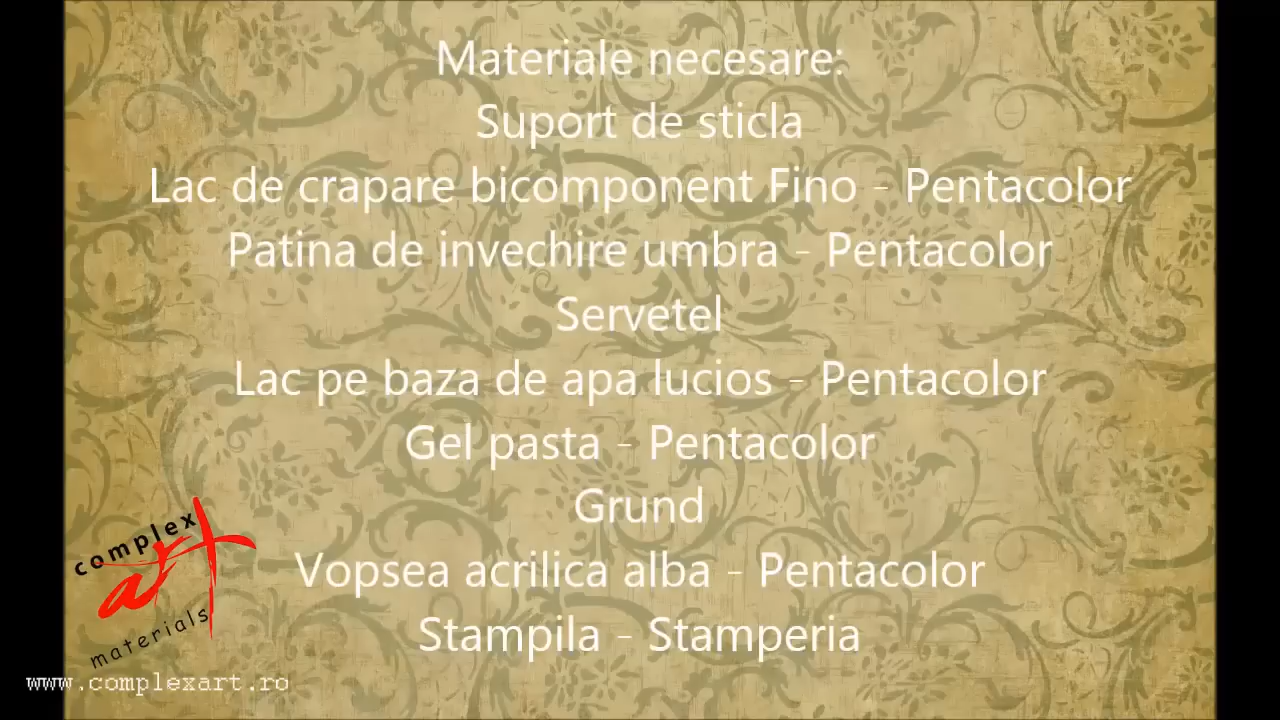 Materiale necesare:
Suport de sticla
Lac de crapare bicomponent Fino - Pentacolor
Patina de invechire umbra - Pentacolor
Servetel
Lac pe baza de apa lucios - Pentacolor
Gel pasta - Pentacolor
Grund
Vopsea acrilica alba - Pentacolor
Stampila - Stamperia
complex
art
materials
www.complexart.ro